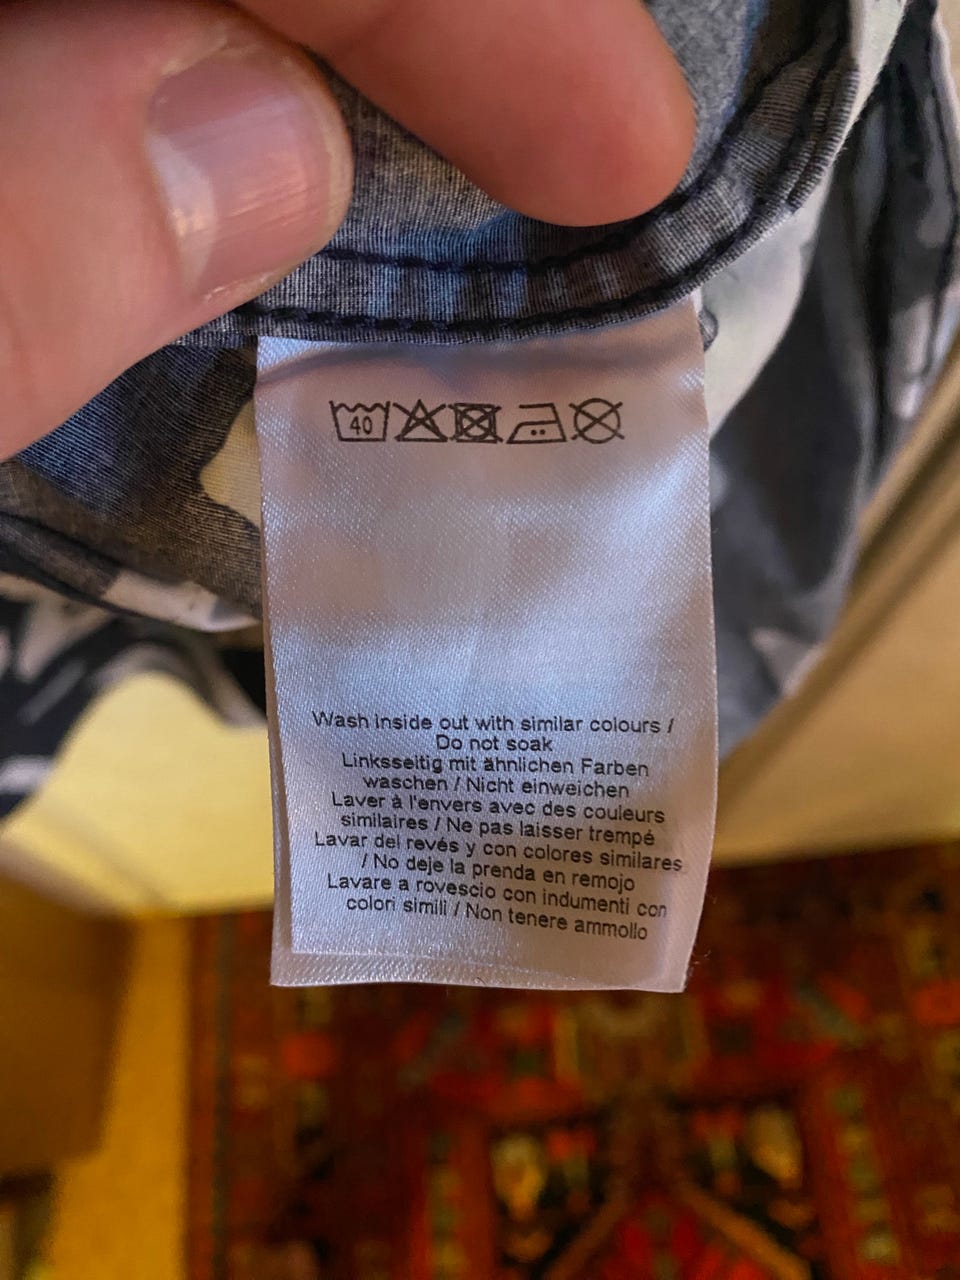 40
Wash inside out with similar colours /
Do not soak
Linksseitig mit ähnlichen Farben
waschen / Nicht einweichen
Laver à l'envers avec des couleurs
similaires / Ne pas laisser trempé
Lavar del revés y con colores similares
/ No deje la prenda en remojo
Lavare a rovescio con indumenti con
colori simili / Non tenere ammollo